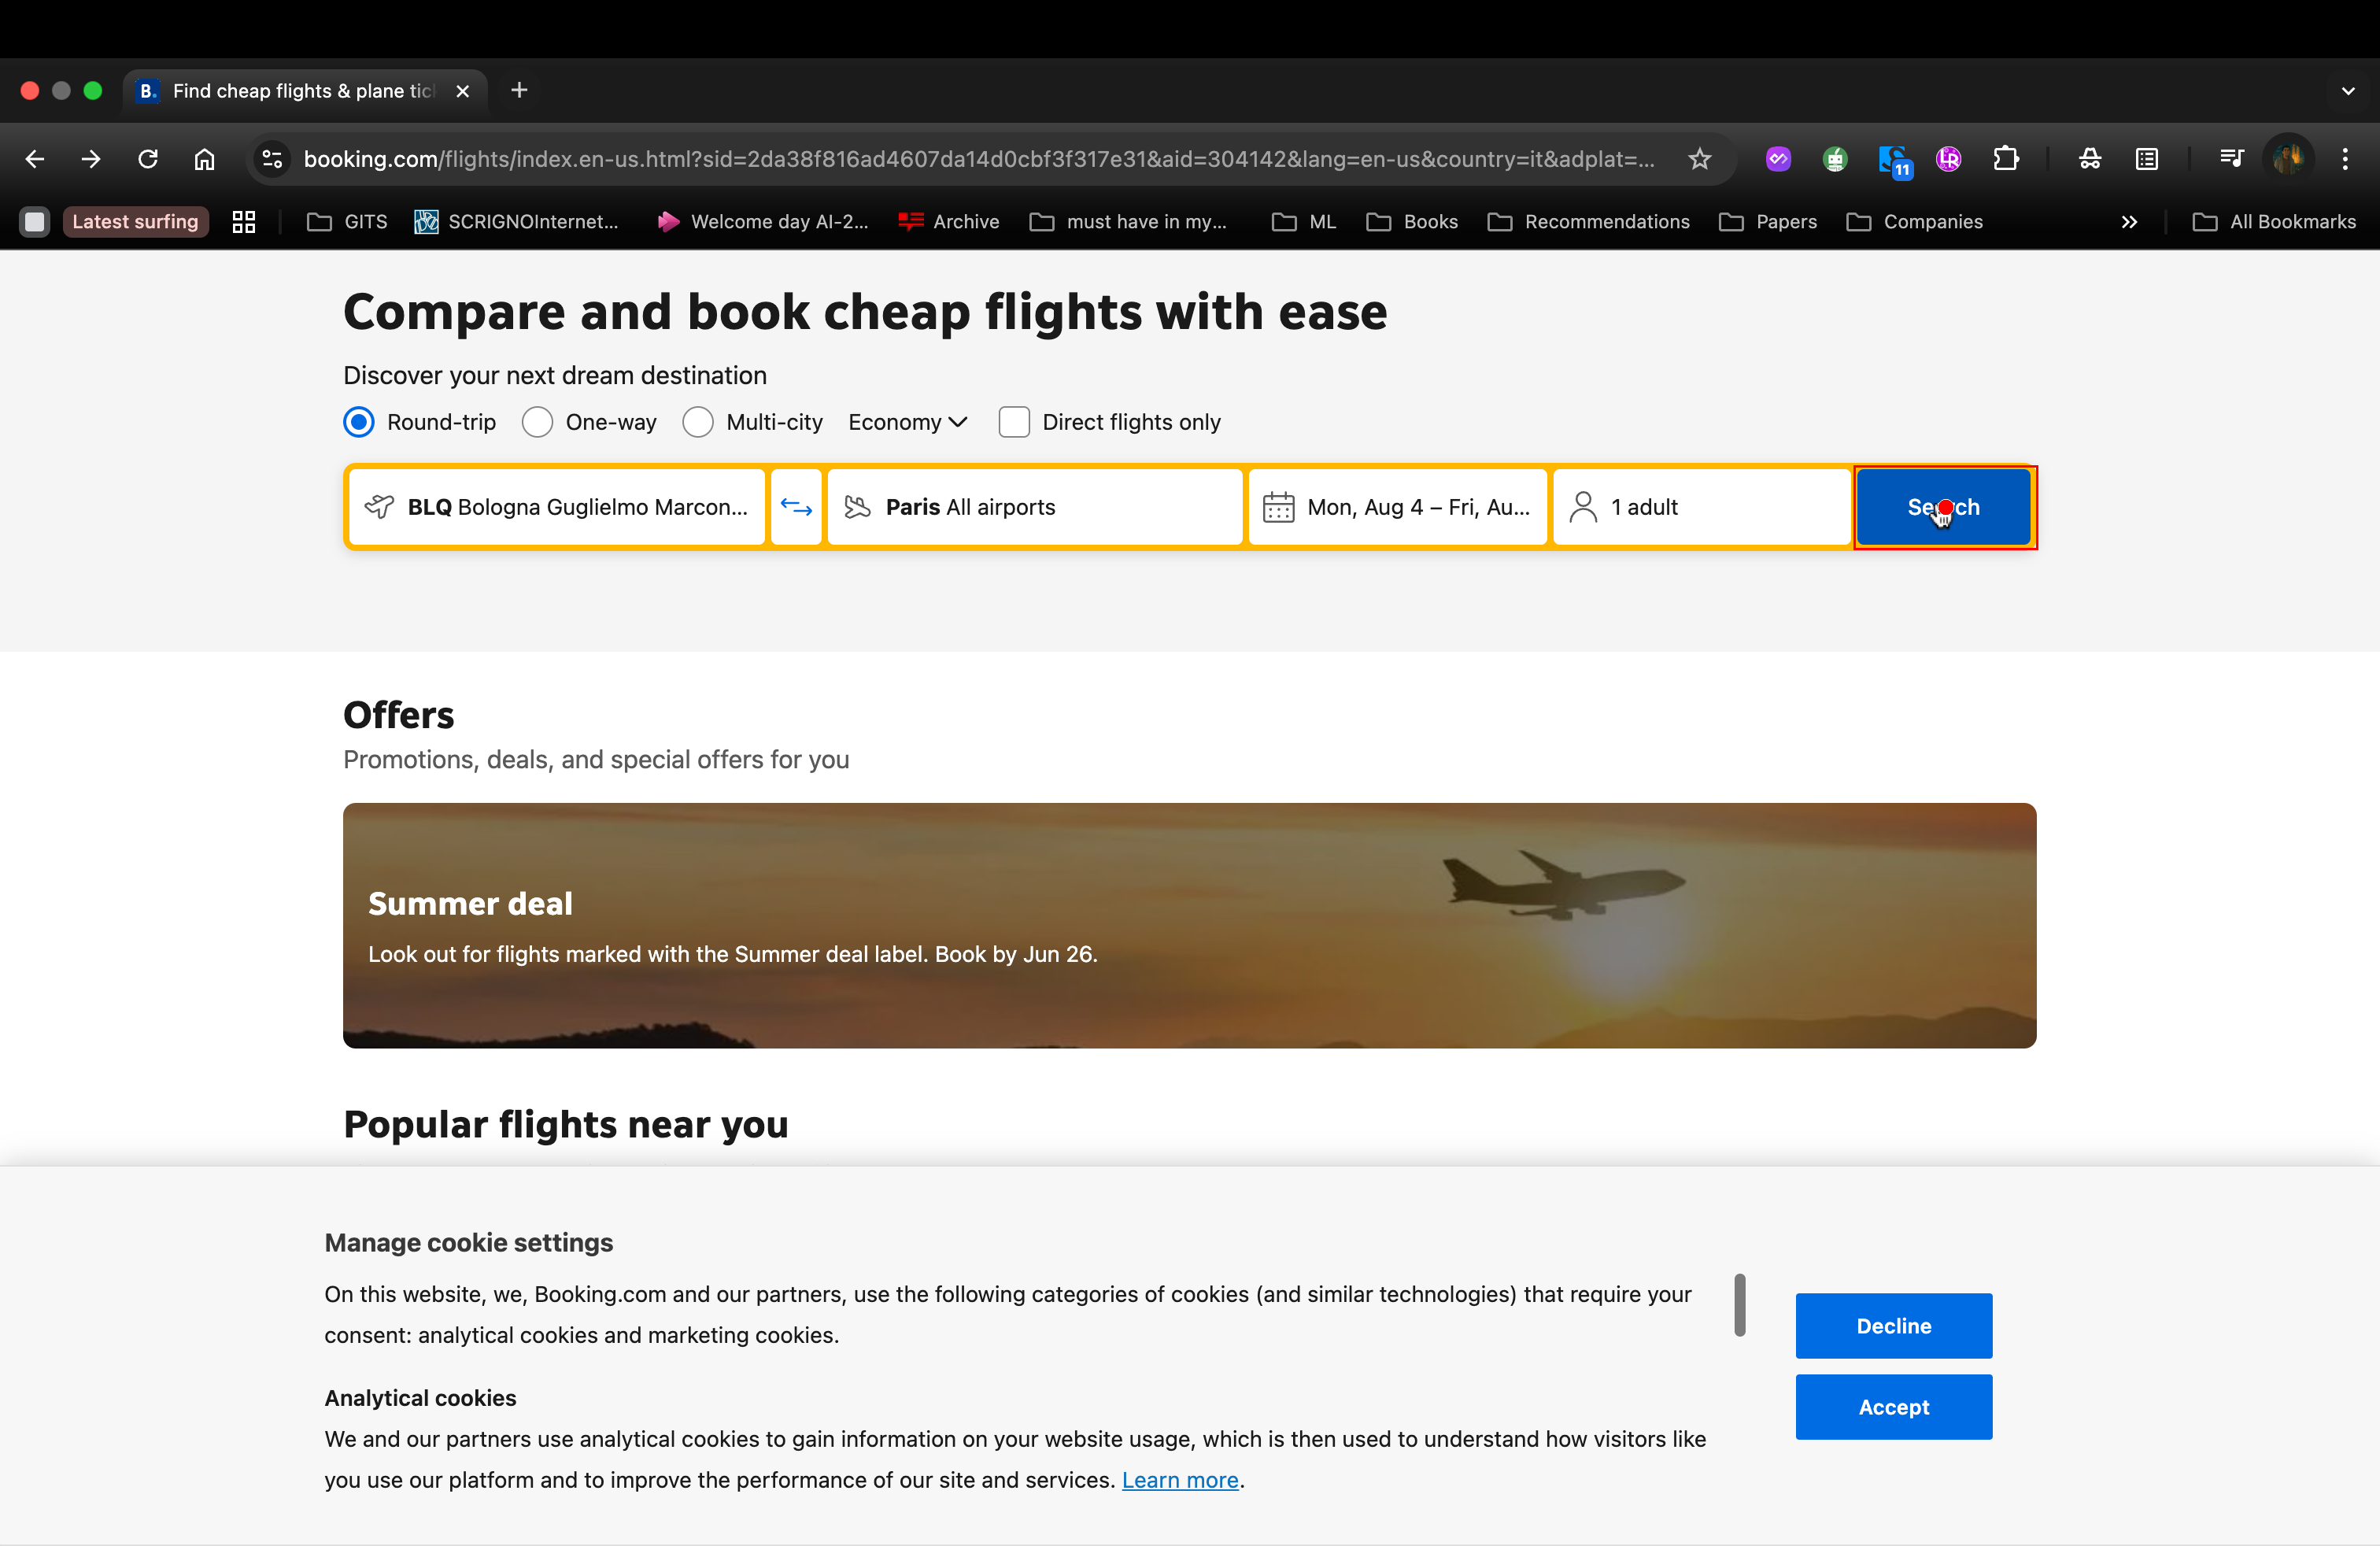 B. Find cheap flights & plane tic
booking.com/flights/index.en-us.html?sid=2da38f816ad4607da14d0cbf3f317e31&aid=304142&lang=en-us&country=it&adplat=...
11
Latest surfing GITS SCRIGNOInternet... Welcome day AI-2... Archive must have in my... ML Books Recommendations Papers Companies All Bookmarks
Compare and book cheap flights with ease
Discover your next dream destination
Round-trip One-way Multi-city Economy Direct flights only
BLQ Bologna Guglielmo Marcon... Paris All airports Mon, Aug 4 – Fri, Au... 1 adult Search
Offers
Promotions, deals, and special offers for you
Summer deal
Look out for flights marked with the Summer deal label. Book by Jun 26.
Popular flights near you
Manage cookie settings
On this website, we, Booking.com and our partners, use the following categories of cookies (and similar technologies) that require your
consent: analytical cookies and marketing cookies.
Decline
Analytical cookies
Accept
We and our partners use analytical cookies to gain information on your website usage, which is then used to understand how visitors like
you use our platform and to improve the performance of our site and services. Learn more.